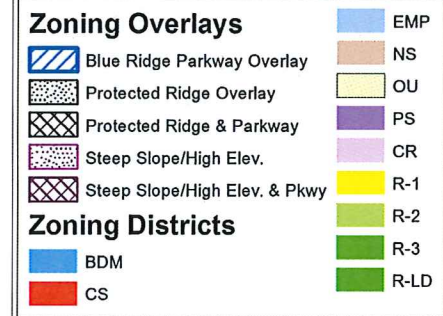 Zoning Overlays
Blue Ridge Parkway Overlay
Protected Ridge Overlay
Protected Ridge & Parkway
Steep Slope/High Elev.
Steep Slope/High Elev. & Pkwy
Zoning Districts
BDM
CS
EMP
NS
OU
PS
CR
R-1
R-2
R-3
R-LD